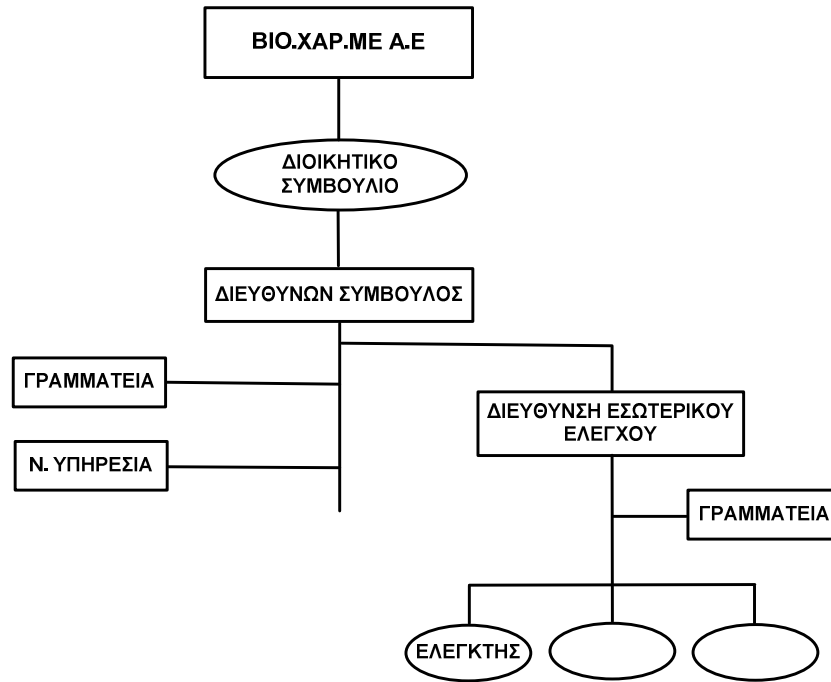 ΒΙΟ.ΧΑΡ.ΜΕ Α.Ε
ΔΙΟΙΚΗΤΙΚΟ
ΣΥΜΒΟΥΛΙΟ
ΔΙΕΥΘΥΝΩΝ ΣΥΜΒΟΥΛΟΣ
ΓΡΑΜΜΑΤΕΙΑ
ΔΙΕΥΘΥΝΣΗ ΕΣΩΤΕΡΙΚΟΥ
ΕΛΕΓΧΟΥ
Ν. ΥΠΗΡΕΣΙΑ
ΓΡΑΜΜΑΤΕΙΑ
ΕΛΕΓΚΤΗΣ